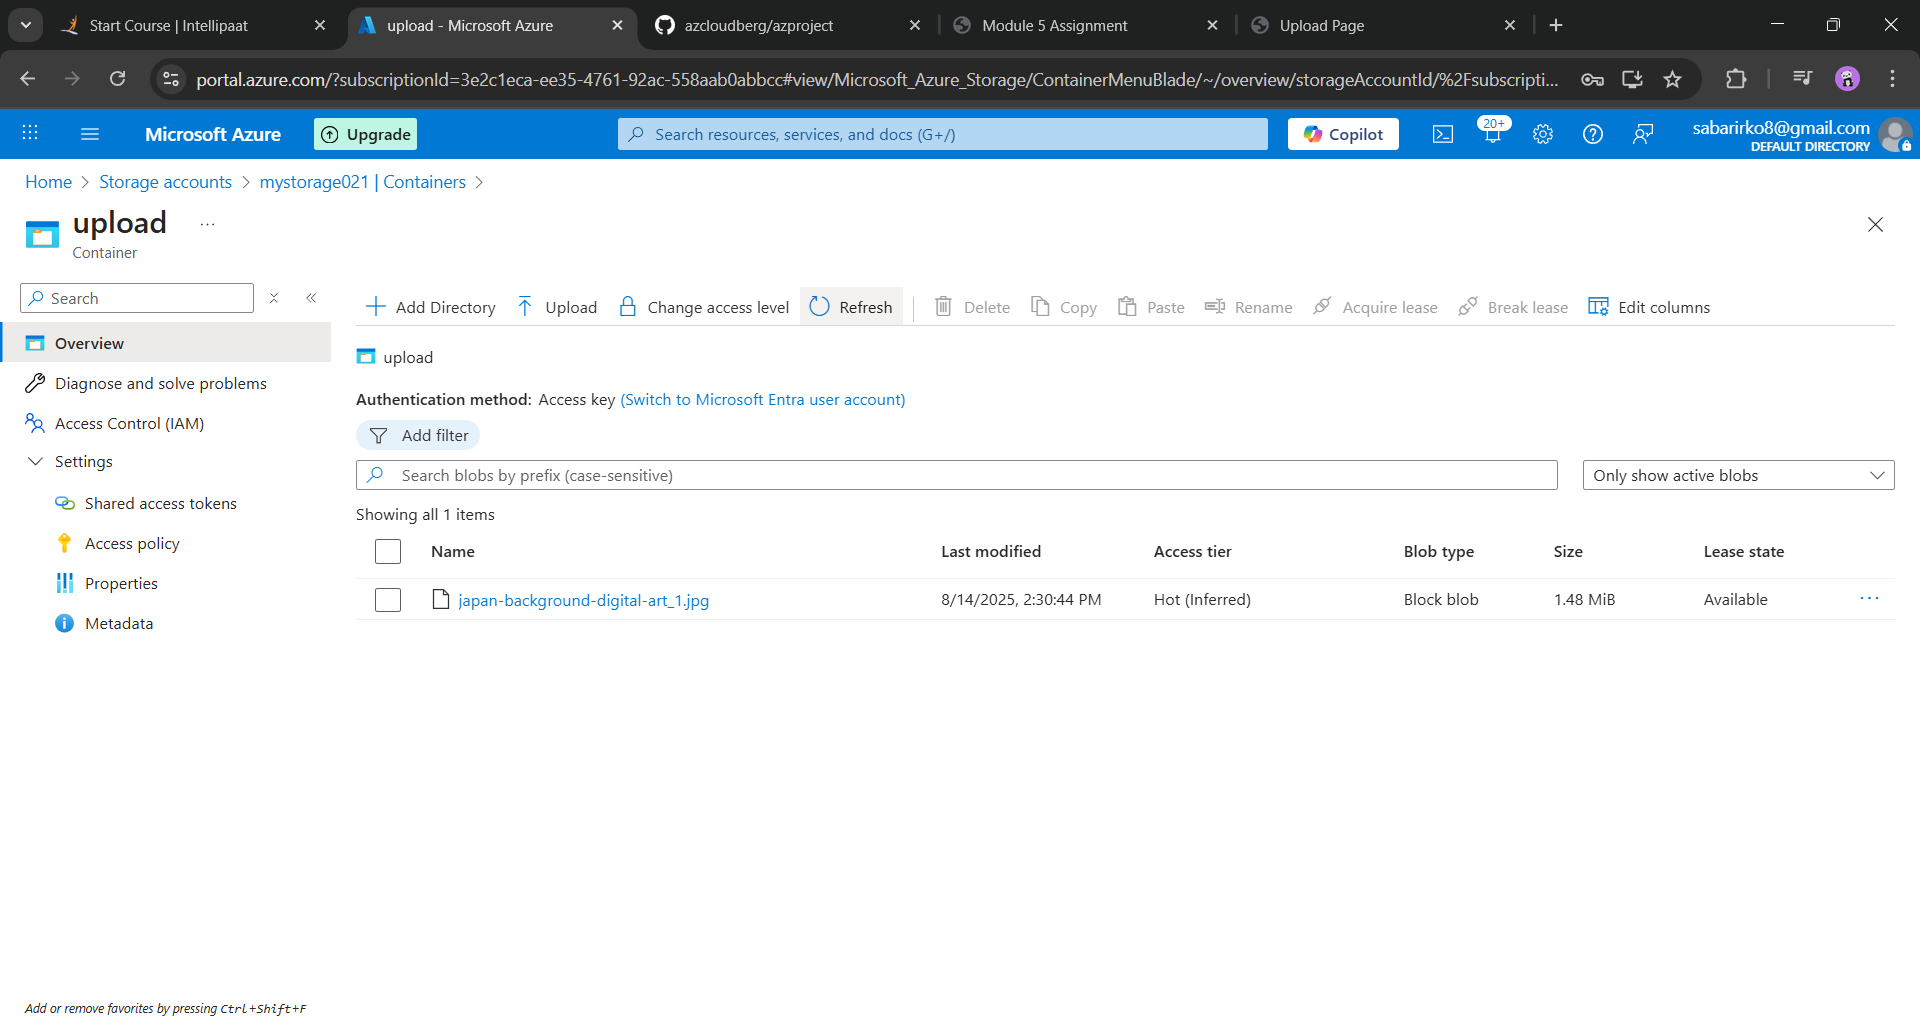 Start Course | Intellipaat
upload - Microsoft Azure
azcloudberg/azproject
Module 5 Assignment
Upload Page
portal.azure.com/?subscriptionId=3e2c1eca-ee35-4761-92ac-558aab0abbcc#view/Microsoft_Azure_Storage/ContainerMenuBlade/~/overview/storageAccountId/%2Fsubscripti...
Microsoft Azure
Upgrade
Search resources, services, and docs (G+/)
Copilot
20+
sabarirko8@gmail.com
DEFAULT DIRECTORY
Home > Storage accounts > mystorage021 | Containers >
upload ...
Container
Search
Overview
Diagnose and solve problems
Access Control (IAM)
Settings
Shared access tokens
Access policy
Properties
Metadata
Add Directory Upload Change access level Refresh Delete Copy Paste Rename Acquire lease Break lease Edit columns
upload
Authentication method: Access key (Switch to Microsoft Entra user account)
Add filter
Search blobs by prefix (case-sensitive)
Only show active blobs
Showing all 1 items
Name Last modified Access tier Blob type Size Lease state
japan-background-digital-art_1.jpg 8/14/2025, 2:30:44 PM Hot (Inferred) Block blob 1.48 MiB Available ...
Add or remove favorites by pressing Ctrl+Shift+F